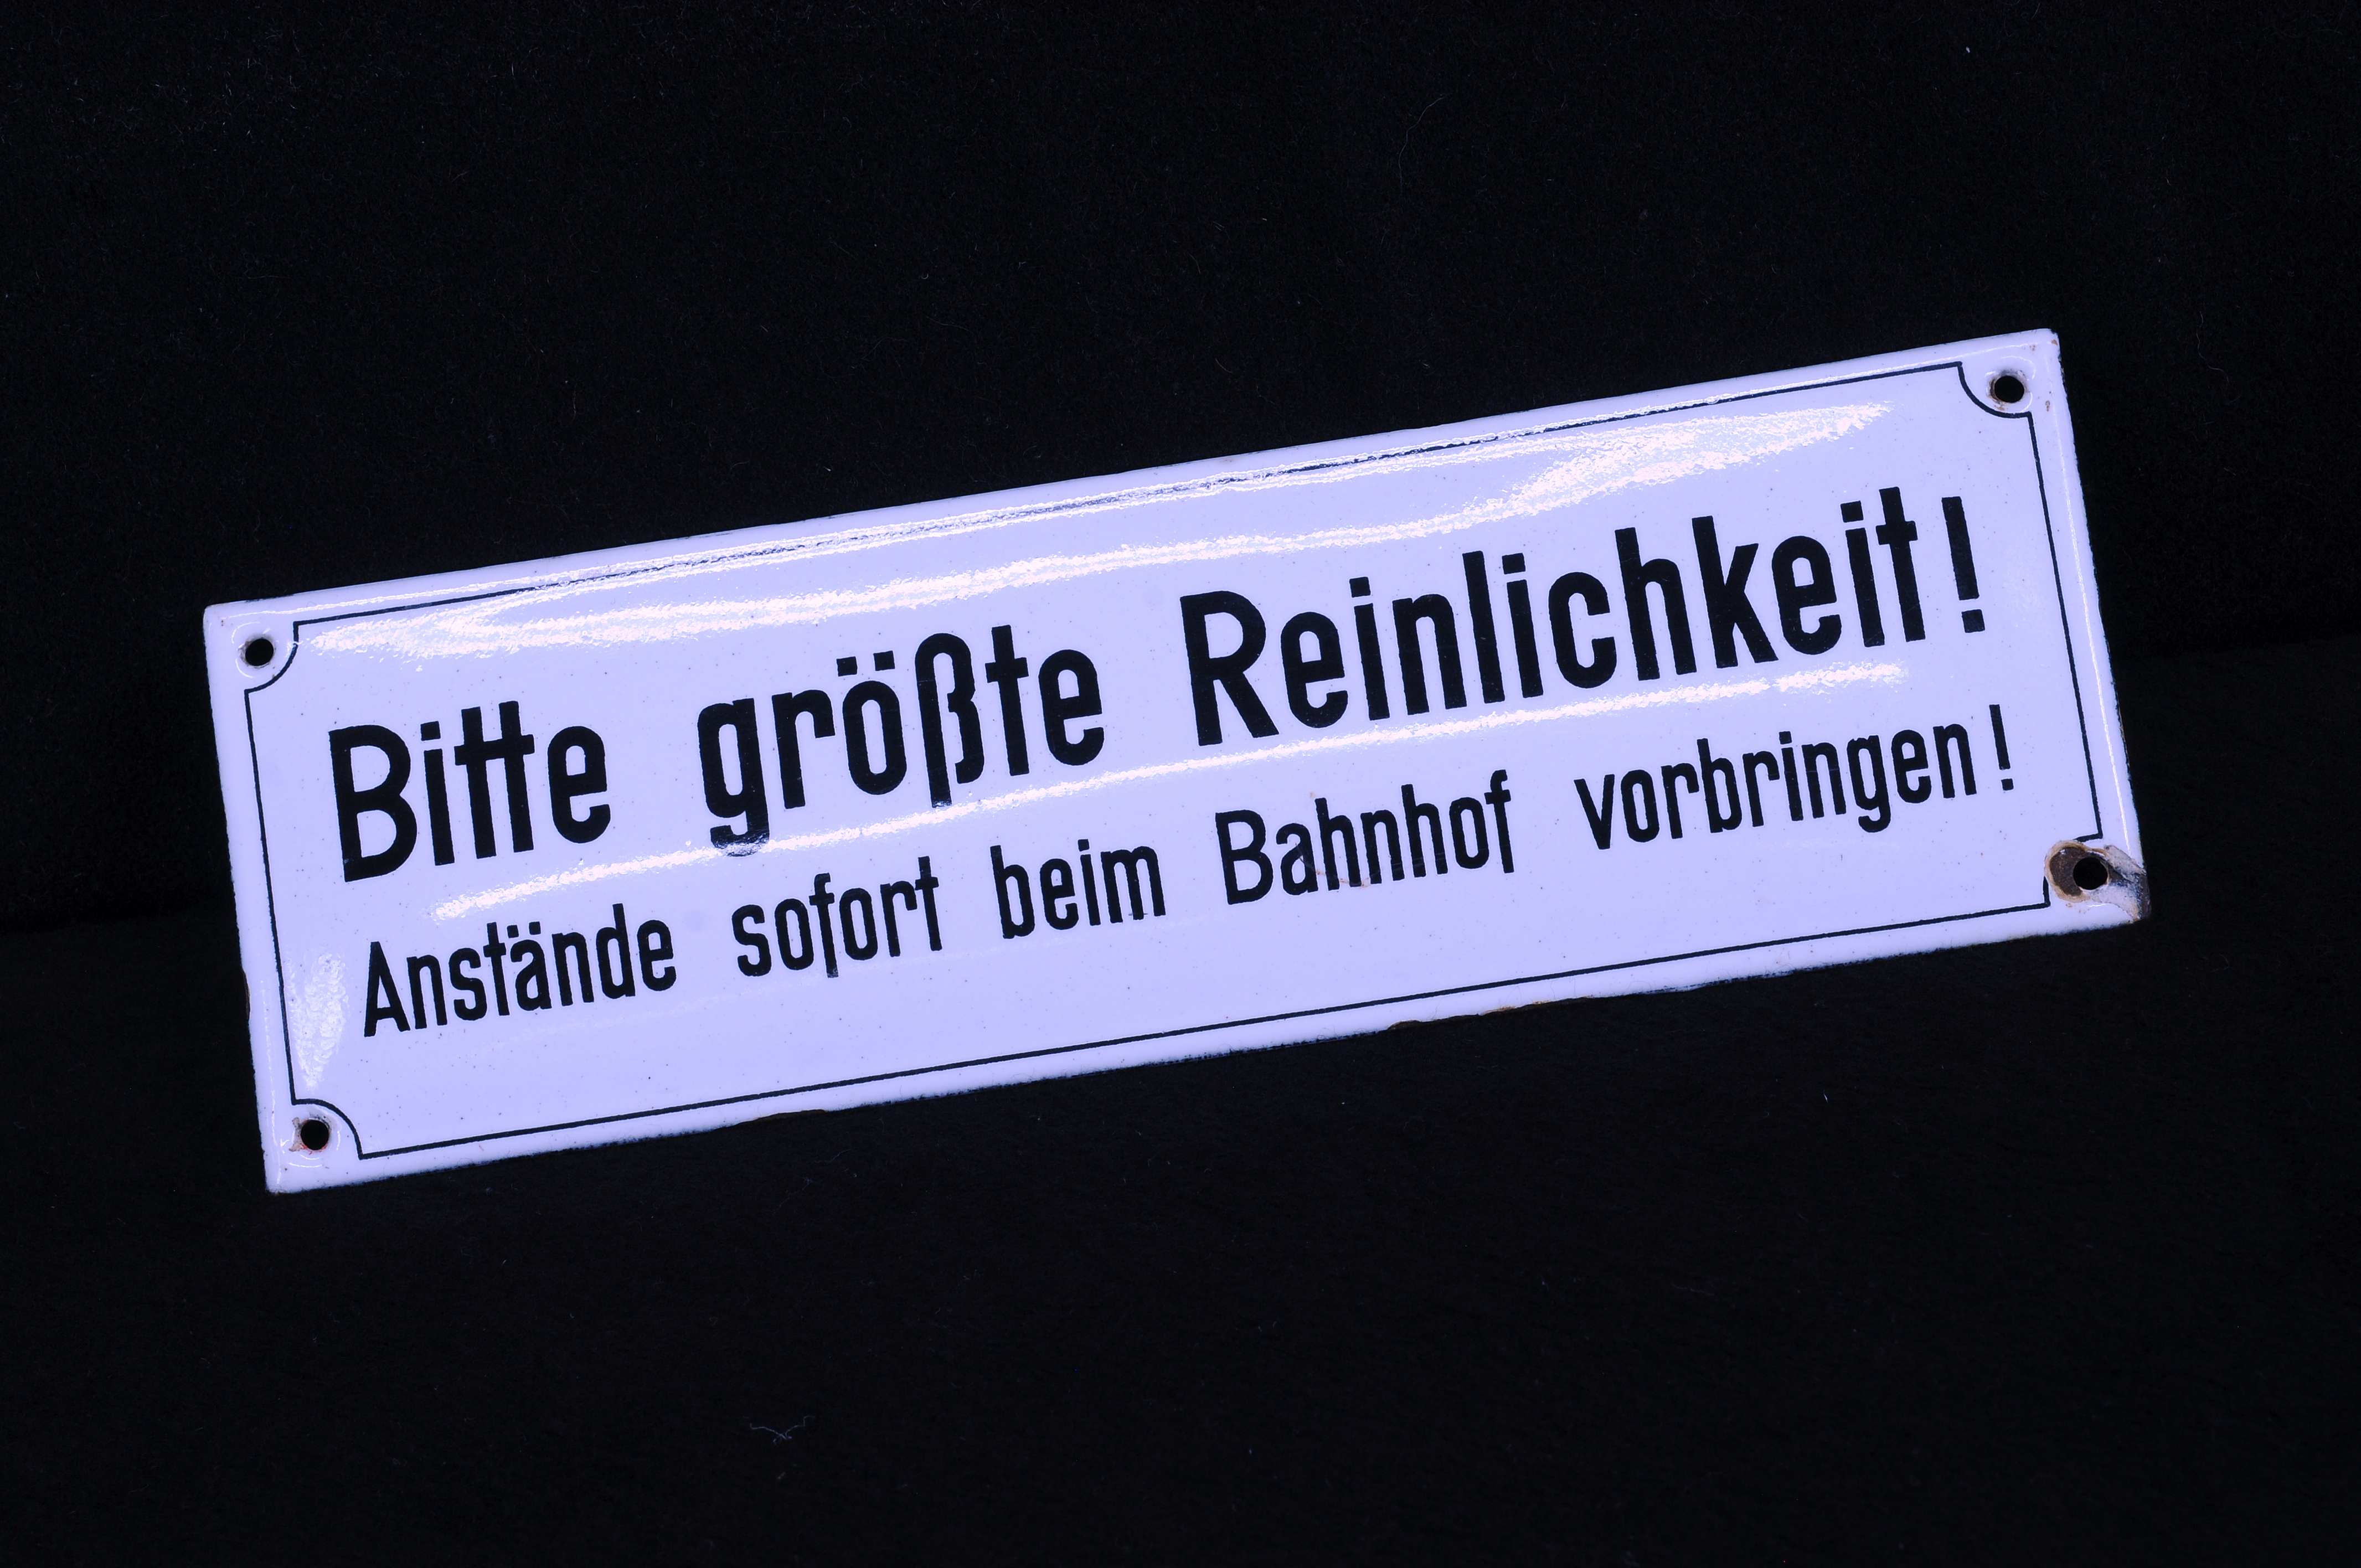 Bitte größte Reinlichkeit!
Anstände sofort beim Bahnhof vorbringen!